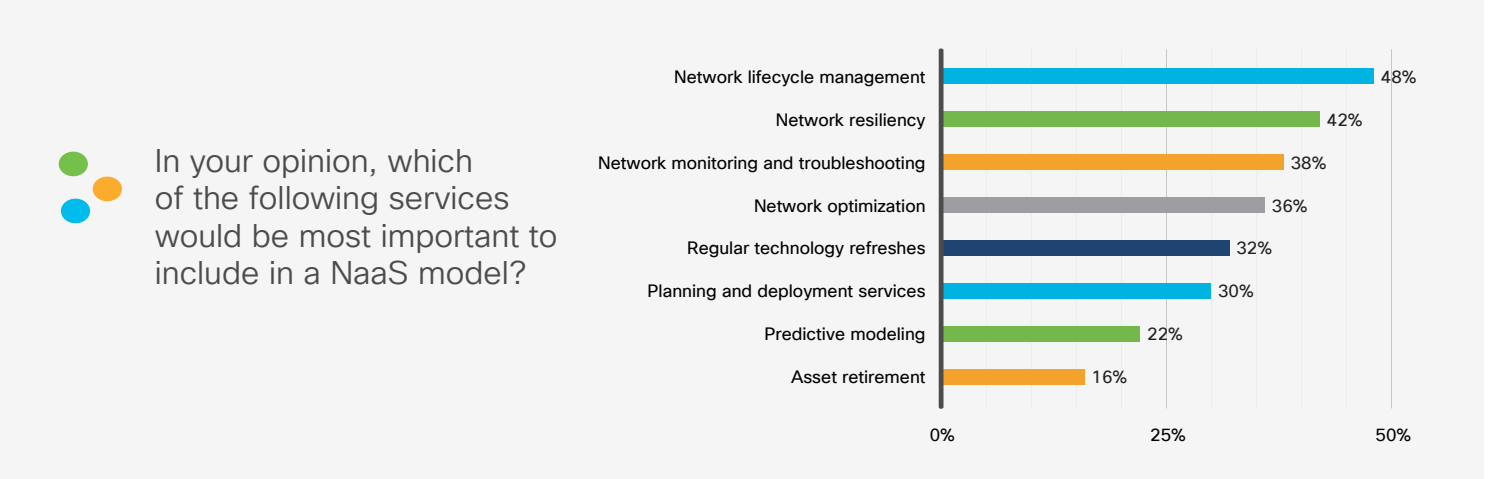 In your opinion, which
of the following services
would be most important to
include in a NaaS model?
Network lifecycle management 48%
Network resiliency 42%
Network monitoring and troubleshooting 38%
Network optimization 36%
Regular technology refreshes 32%
Planning and deployment services 30%
Predictive modeling 22%
Asset retirement 16%
0% 25% 50%